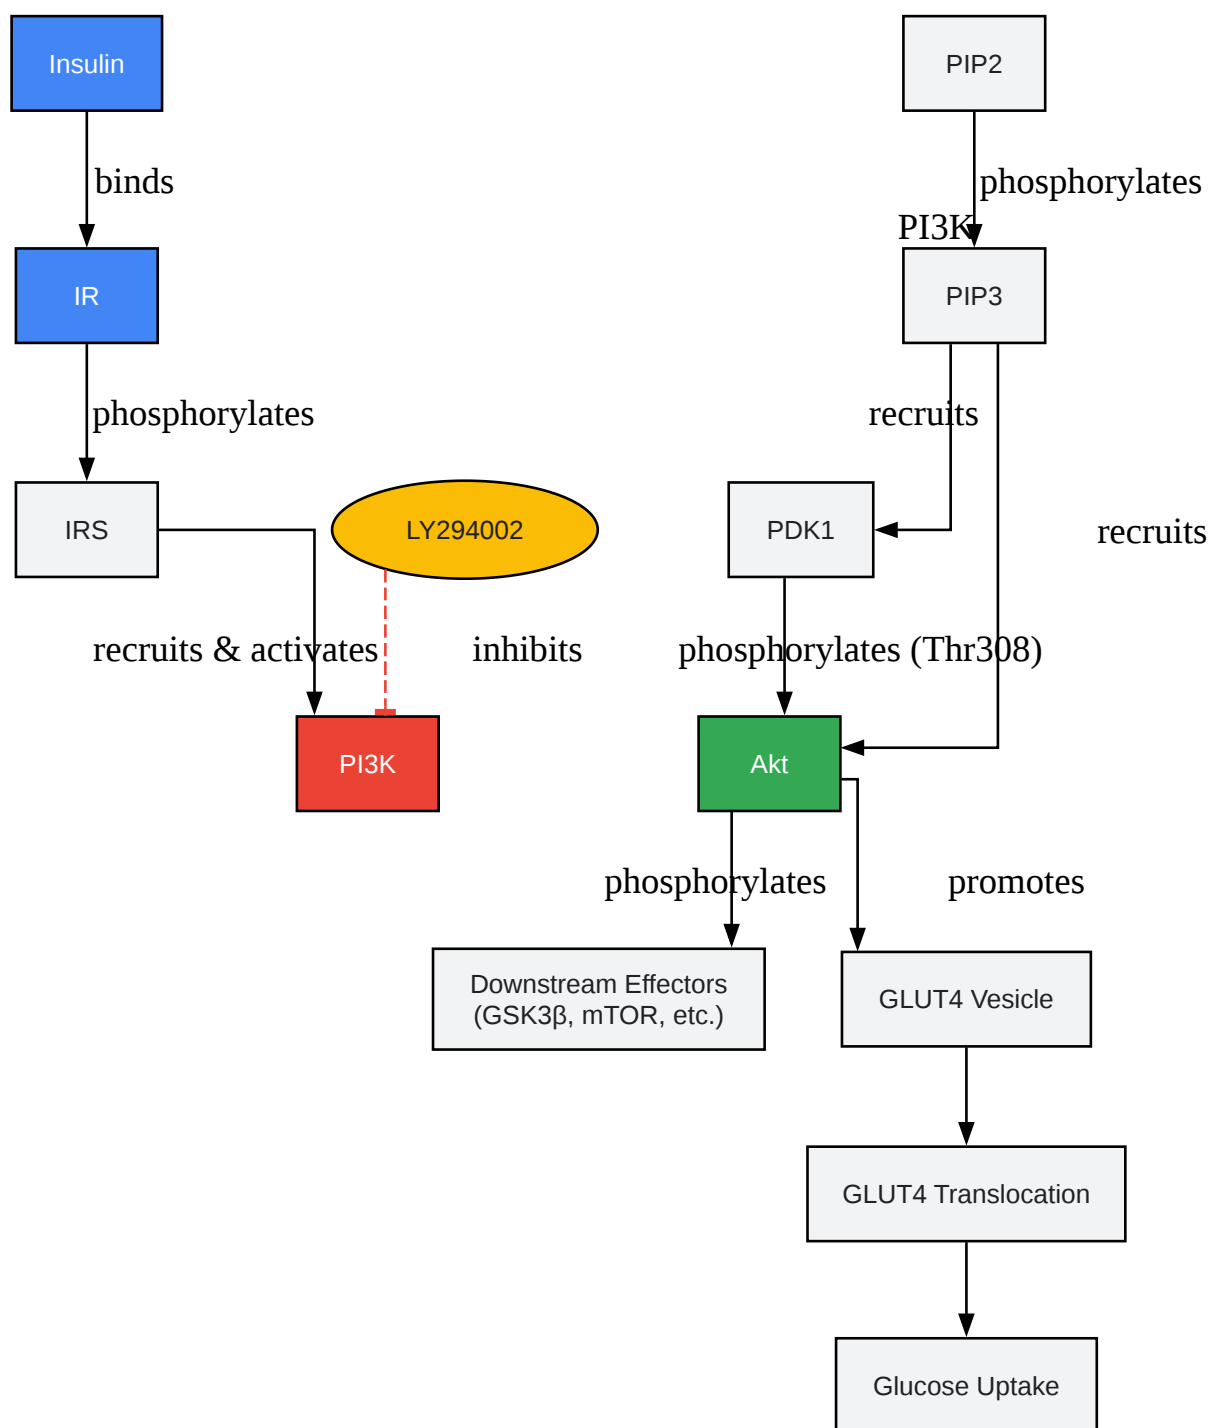 Insulin
PIP2
binds
phosphorylates
PI3K
IR
PIP3
phosphorylates
recruits
IRS
LY294002
PDK1
recruits
recruits & activates
inhibits
phosphorylates (Thr308)
PI3K
Akt
phosphorylates
promotes
Downstream Effectors
(GSK3β, mTOR, etc.)
GLUT4 Vesicle
GLUT4 Translocation
Glucose Uptake